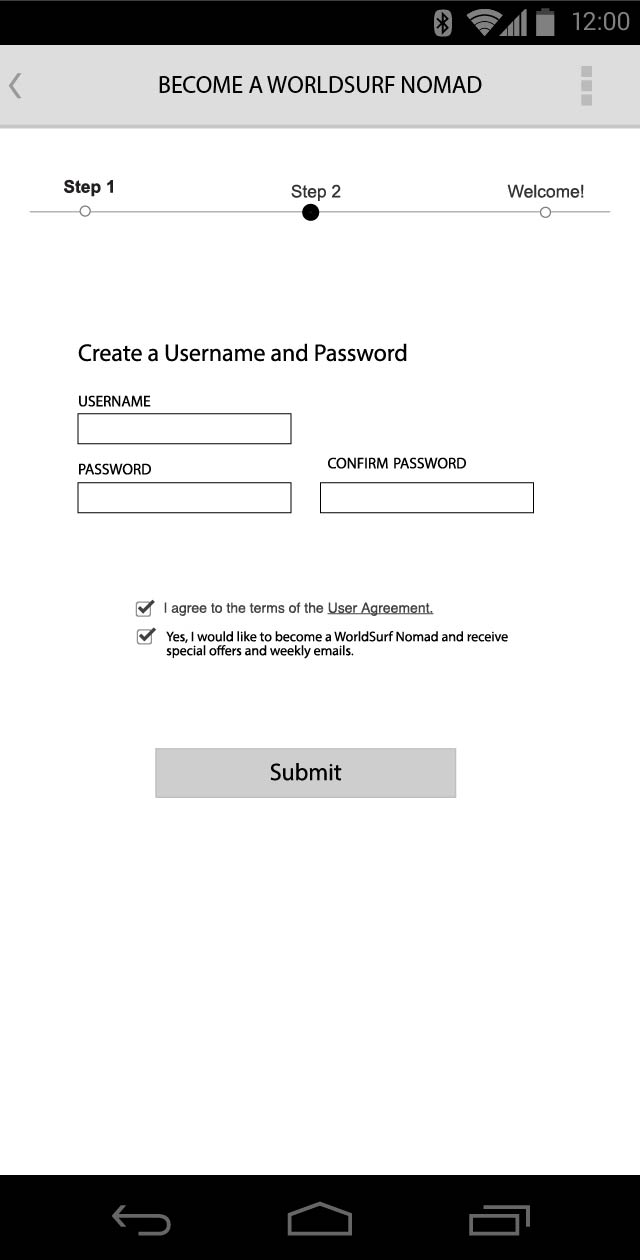 12:00
BECOME A WORLDSURF NOMAD
Step 1
Step 2
Welcome!
Create a Username and Password
USERNAME
PASSWORD
CONFIRM PASSWORD
I agree to the terms of the User Agreement.
Yes, I would like to become a WorldSurf Nomad and receive
special offers and weekly emails.
Submit